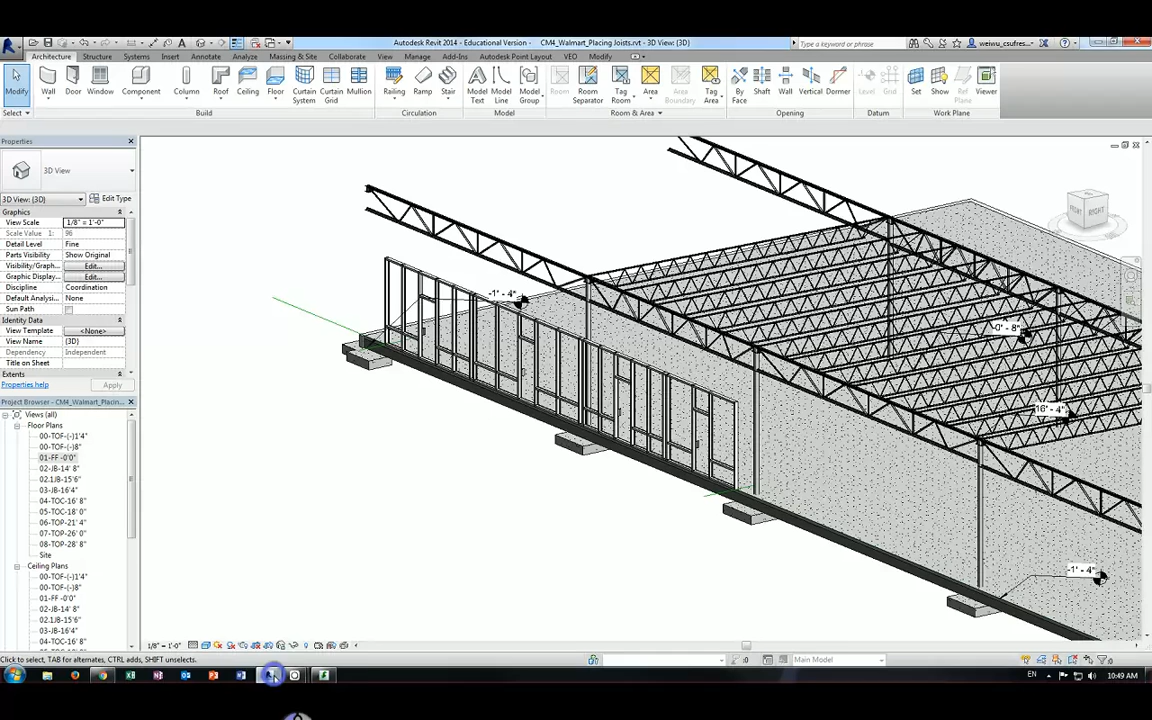 Autodesk Revit 2014 - Educational Version - CM4_Walmart_Placing Joists.rvt - 3D View: {3D}
Type a keyword or phrase
weiwu_csufres...
Architecture Structure Systems Insert Annotate Analyze Massing & Site Collaborate View Manage Add-Ins Autodesk Point Layout VEO Modify
Modify Wall Door Window Component Column Roof Ceiling Floor Curtain System Curtain Grid Mullion Railing Ramp Stair Model Text Model Line Model Group Room Room Separator Tag Room Area Area Boundary Tag Area By Face Shaft Wall Vertical Dormer Level Grid Set Show Ref Plane Viewer
Select Build Circulation Model Room & Area Opening Datum Work Plane
Properties
3D View
3D View: {3D} Edit Type
Graphics
View Scale 1/8" = 1'-0"
Scale Value 1: 96
Detail Level Fine
Parts Visibility Show Original
Visibility/Graph... Edit...
Graphic Display... Edit...
Discipline Coordination
Default Analysi... None
Sun Path
Identity Data
View Template <None>
View Name {3D}
Dependency Independent
Title on Sheet
Extents
Properties help Apply
Project Browser - CM4_Walmart_Placin...
Views (all)
Floor Plans
00-TOF-(-)1'4"
00-TOF-(-)8"
01-FF -0'0"
02-JB-14' 8"
02.1JB-15'6"
03-JB-16'4"
04-TOC-16' 8"
05-TOC-18' 0"
06-TOP-21' 4"
07-TOP-26' 0"
08-TOP-28' 8"
Site
Ceiling Plans
00-TOF-(-)1'4"
00-TOF-(-)8"
01-FF -0'0"
02-JB-14' 8"
02.1JB-15'6"
03-JB-16'4"
04-TOC-16' 8"
FRONT RIGHT
-1' - 4"
-0' - 8"
16' - 4"
-1' - 4"
1/8" = 1'-0"
Click to select, TAB for alternates, CTRL adds, SHIFT unselects.
:0 Main Model :0
EN 10:49 AM